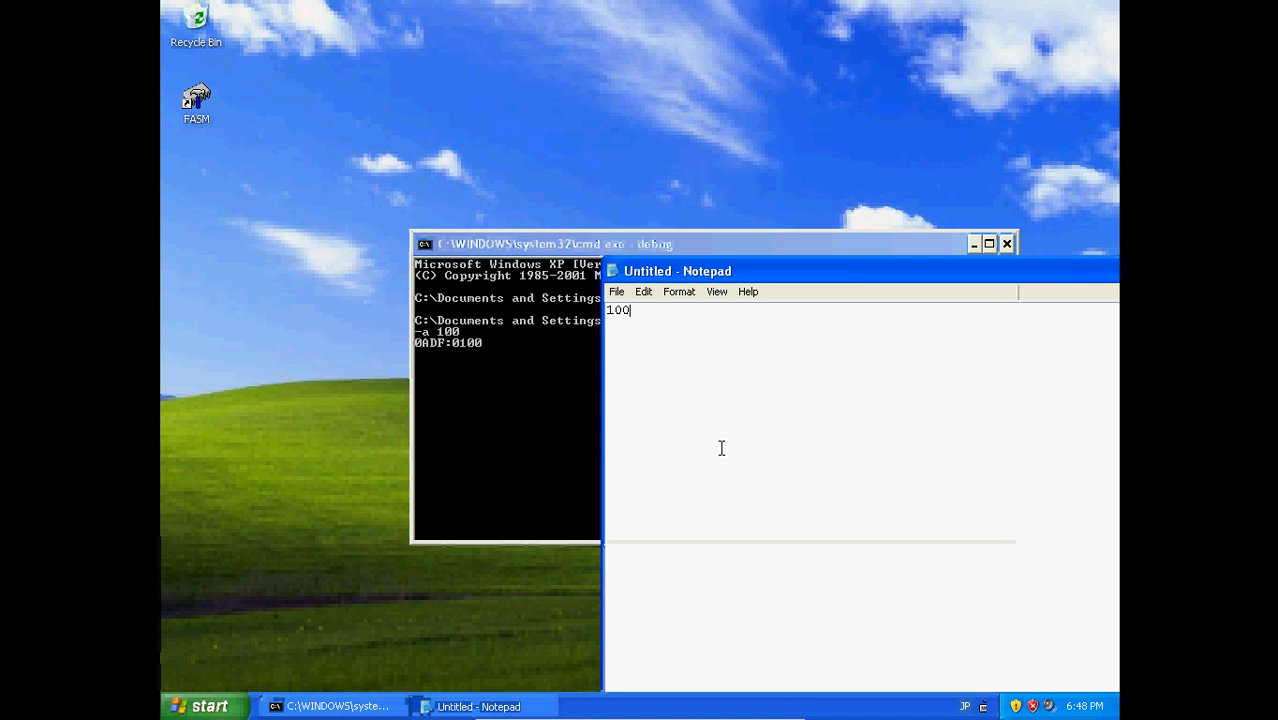 Recycle Bin
FASM
C:\WINDOWS\system32\cmd.exe - debug
Microsoft Windows XP [Ver
(C) Copyright 1985-2001 M
C:\Documents and Settings
C:\Documents and Settings
-a 100
0ADF:0100
Untitled - Notepad
File Edit Format View Help
100
start
C:\WINDOWS\syste...
Untitled - Notepad
JP
6:48 PM